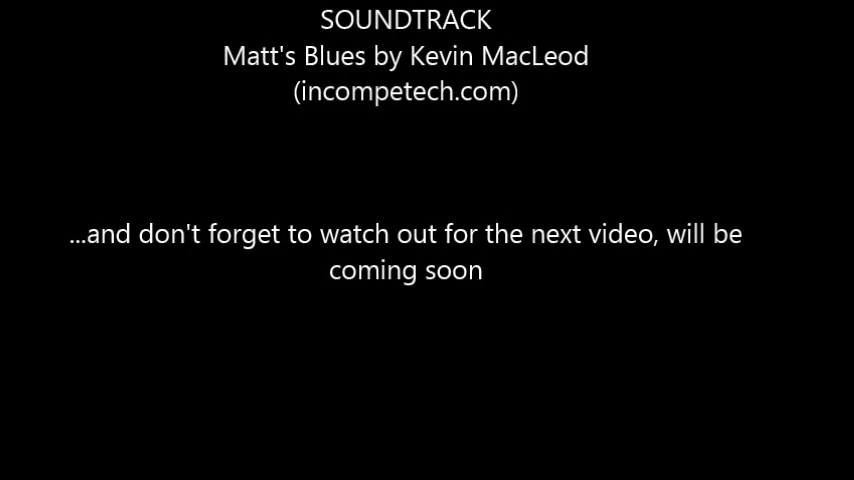 SOUNDTRACK
Matt's Blues by Kevin MacLeod
(incompetech.com)
...and don't forget to watch out for the next video, will be
coming soon